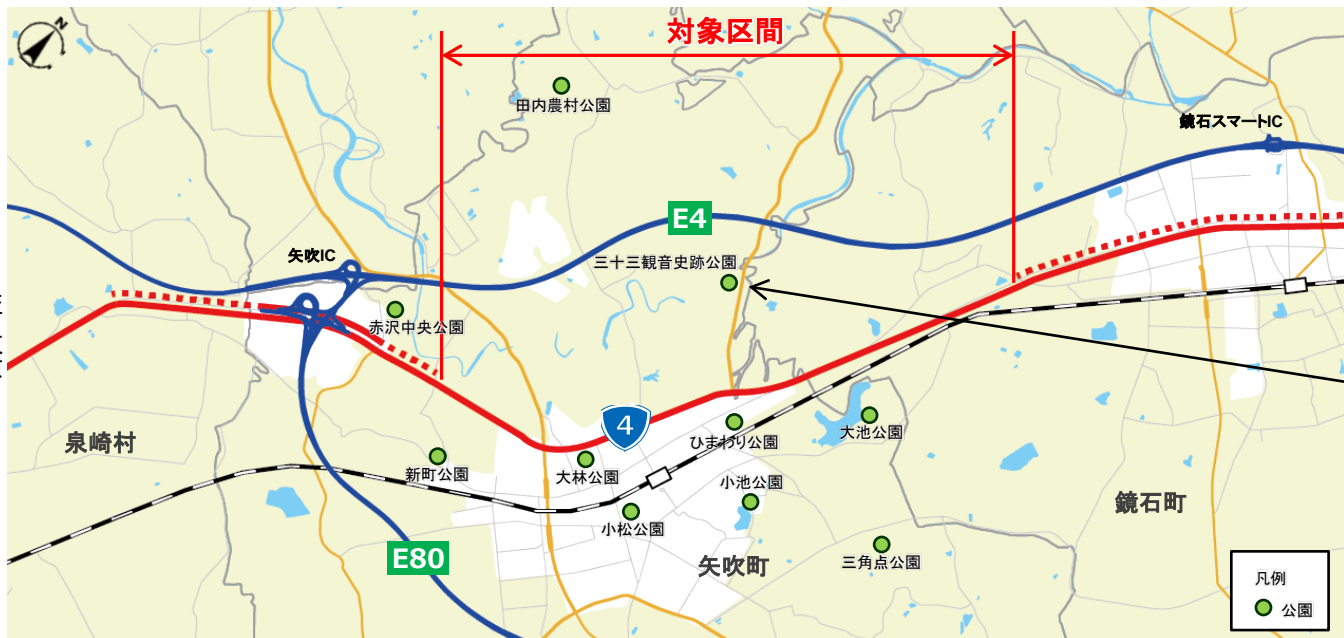 N
対象区間
田内農村公園
鏡石スマートIC
E4
矢吹IC
三十三観音史跡公園
赤沢中央公園
4
泉崎村
ひまわり公園
大池公園
新町公園
大林公園
小池公園
小松公園
鏡石町
E80
矢吹町
三角点公園
凡例
公園